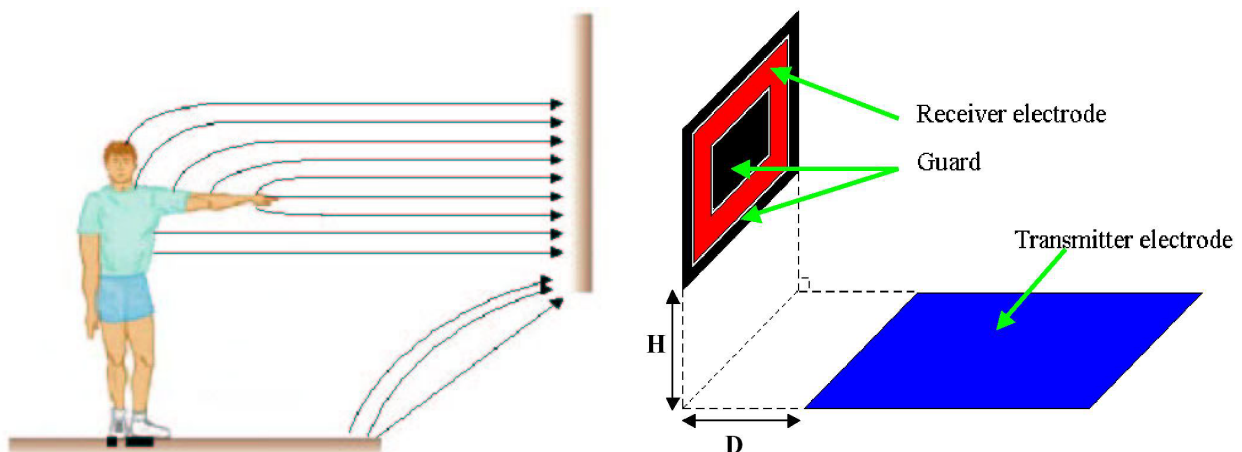 Receiver electrode
Guard
Transmitter electrode
H
D